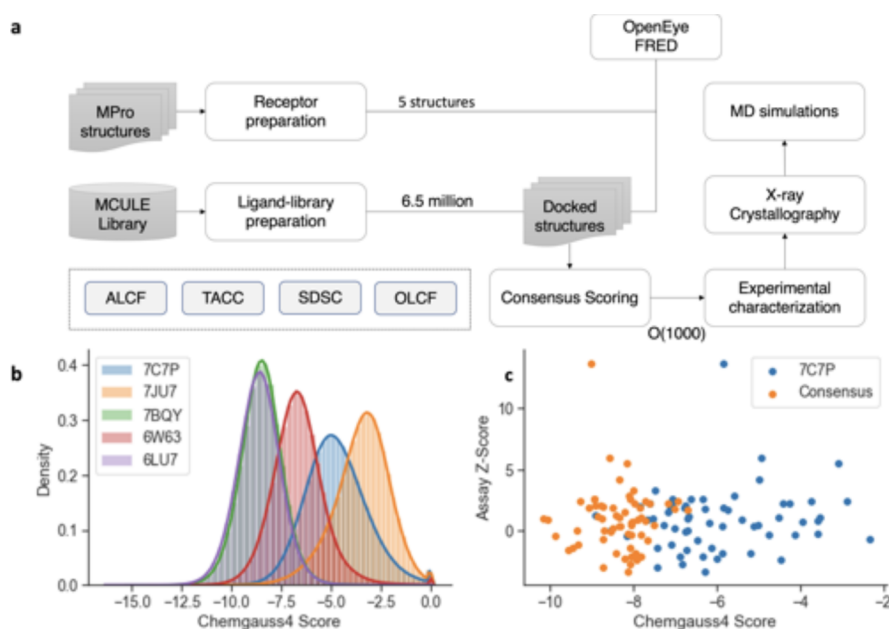 a
OpenEye
FRED
MPro
structures
Receptor
preparation
5 structures
MD simulations
MCULE
Library
Ligand-library
preparation
6.5 million
Docked
structures
X-ray
Crystallography
ALCF
TACC
SDSC
OLCF
Consensus Scoring
O(1000)
Experimental
characterization
b
7C7P
7JU7
7BQY
6W63
6LU7
Density
0.4
0.3
0.2
0.1
0.0
−15.0
−12.5
−10.0
−7.5
−5.0
−2.5
0.0
Chemgauss4 Score
c
7C7P
Consensus
Assay Z-Score
10
5
0
−10
−8
−6
−4
−2
Chemgauss4 Score